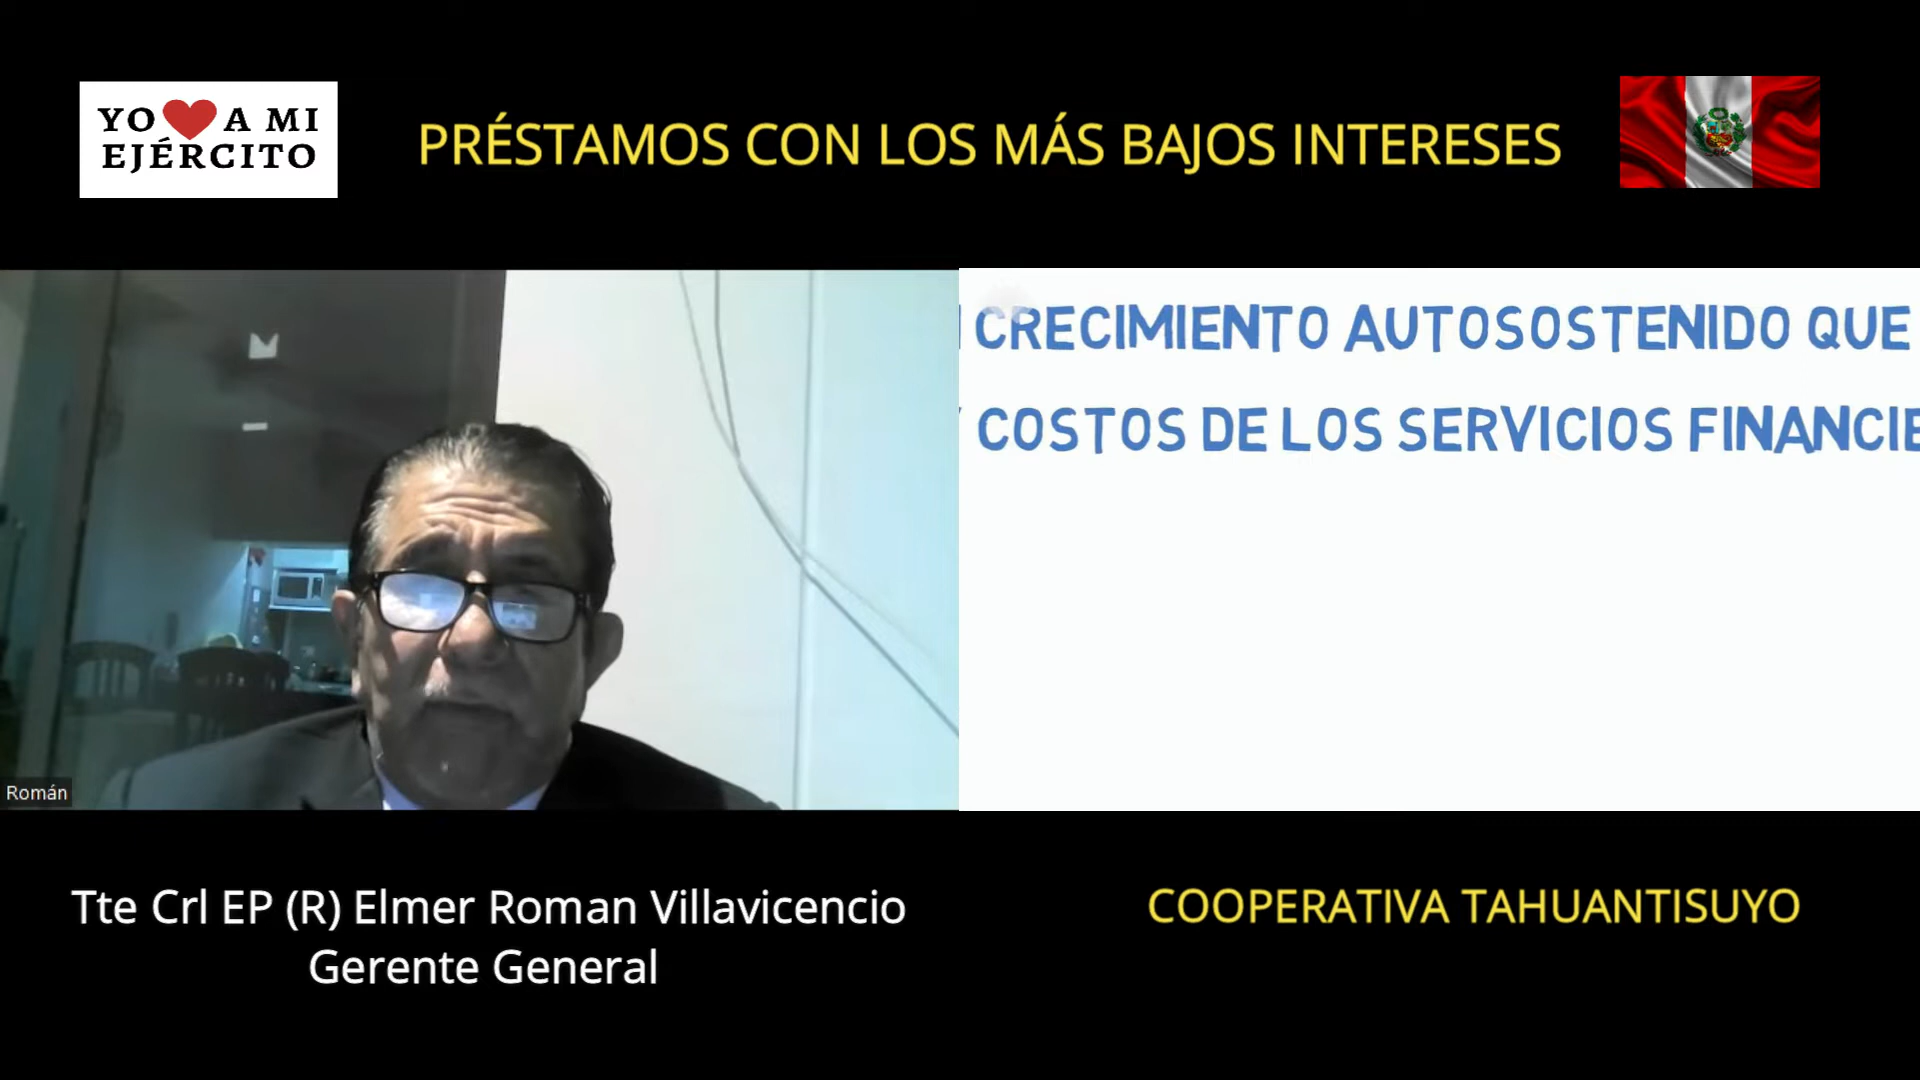 YO A MI
EJÉRCITO
PRÉSTAMOS CON LOS MÁS BAJOS INTERESES
CRECIMIENTO AUTOSOSTENIDO QUE
COSTOS DE LOS SERVICIOS FINANCIE
Román
Tte Crl EP (R) Elmer Roman Villavicencio
Gerente General
COOPERATIVA TAHUANTISUYO